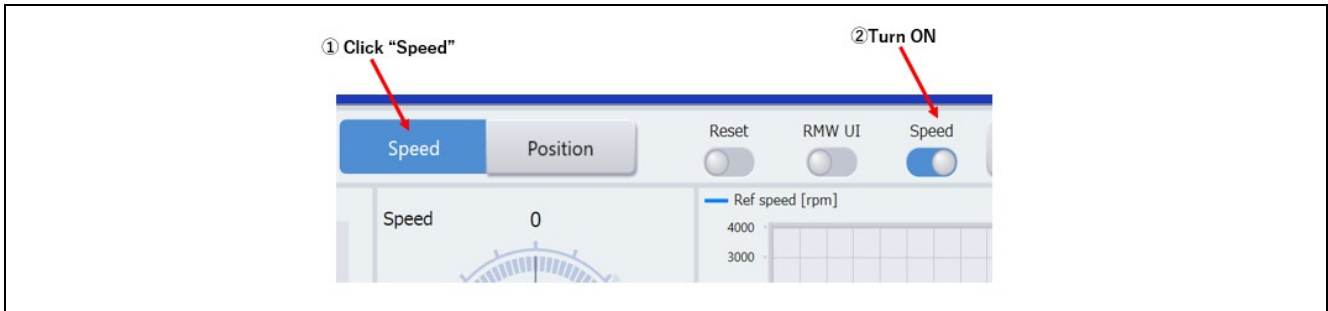 ① Click “Speed”
②Turn ON
Speed
Position
Reset
RMW UI
Speed
Speed
0
Ref speed [rpm]
4000
3000